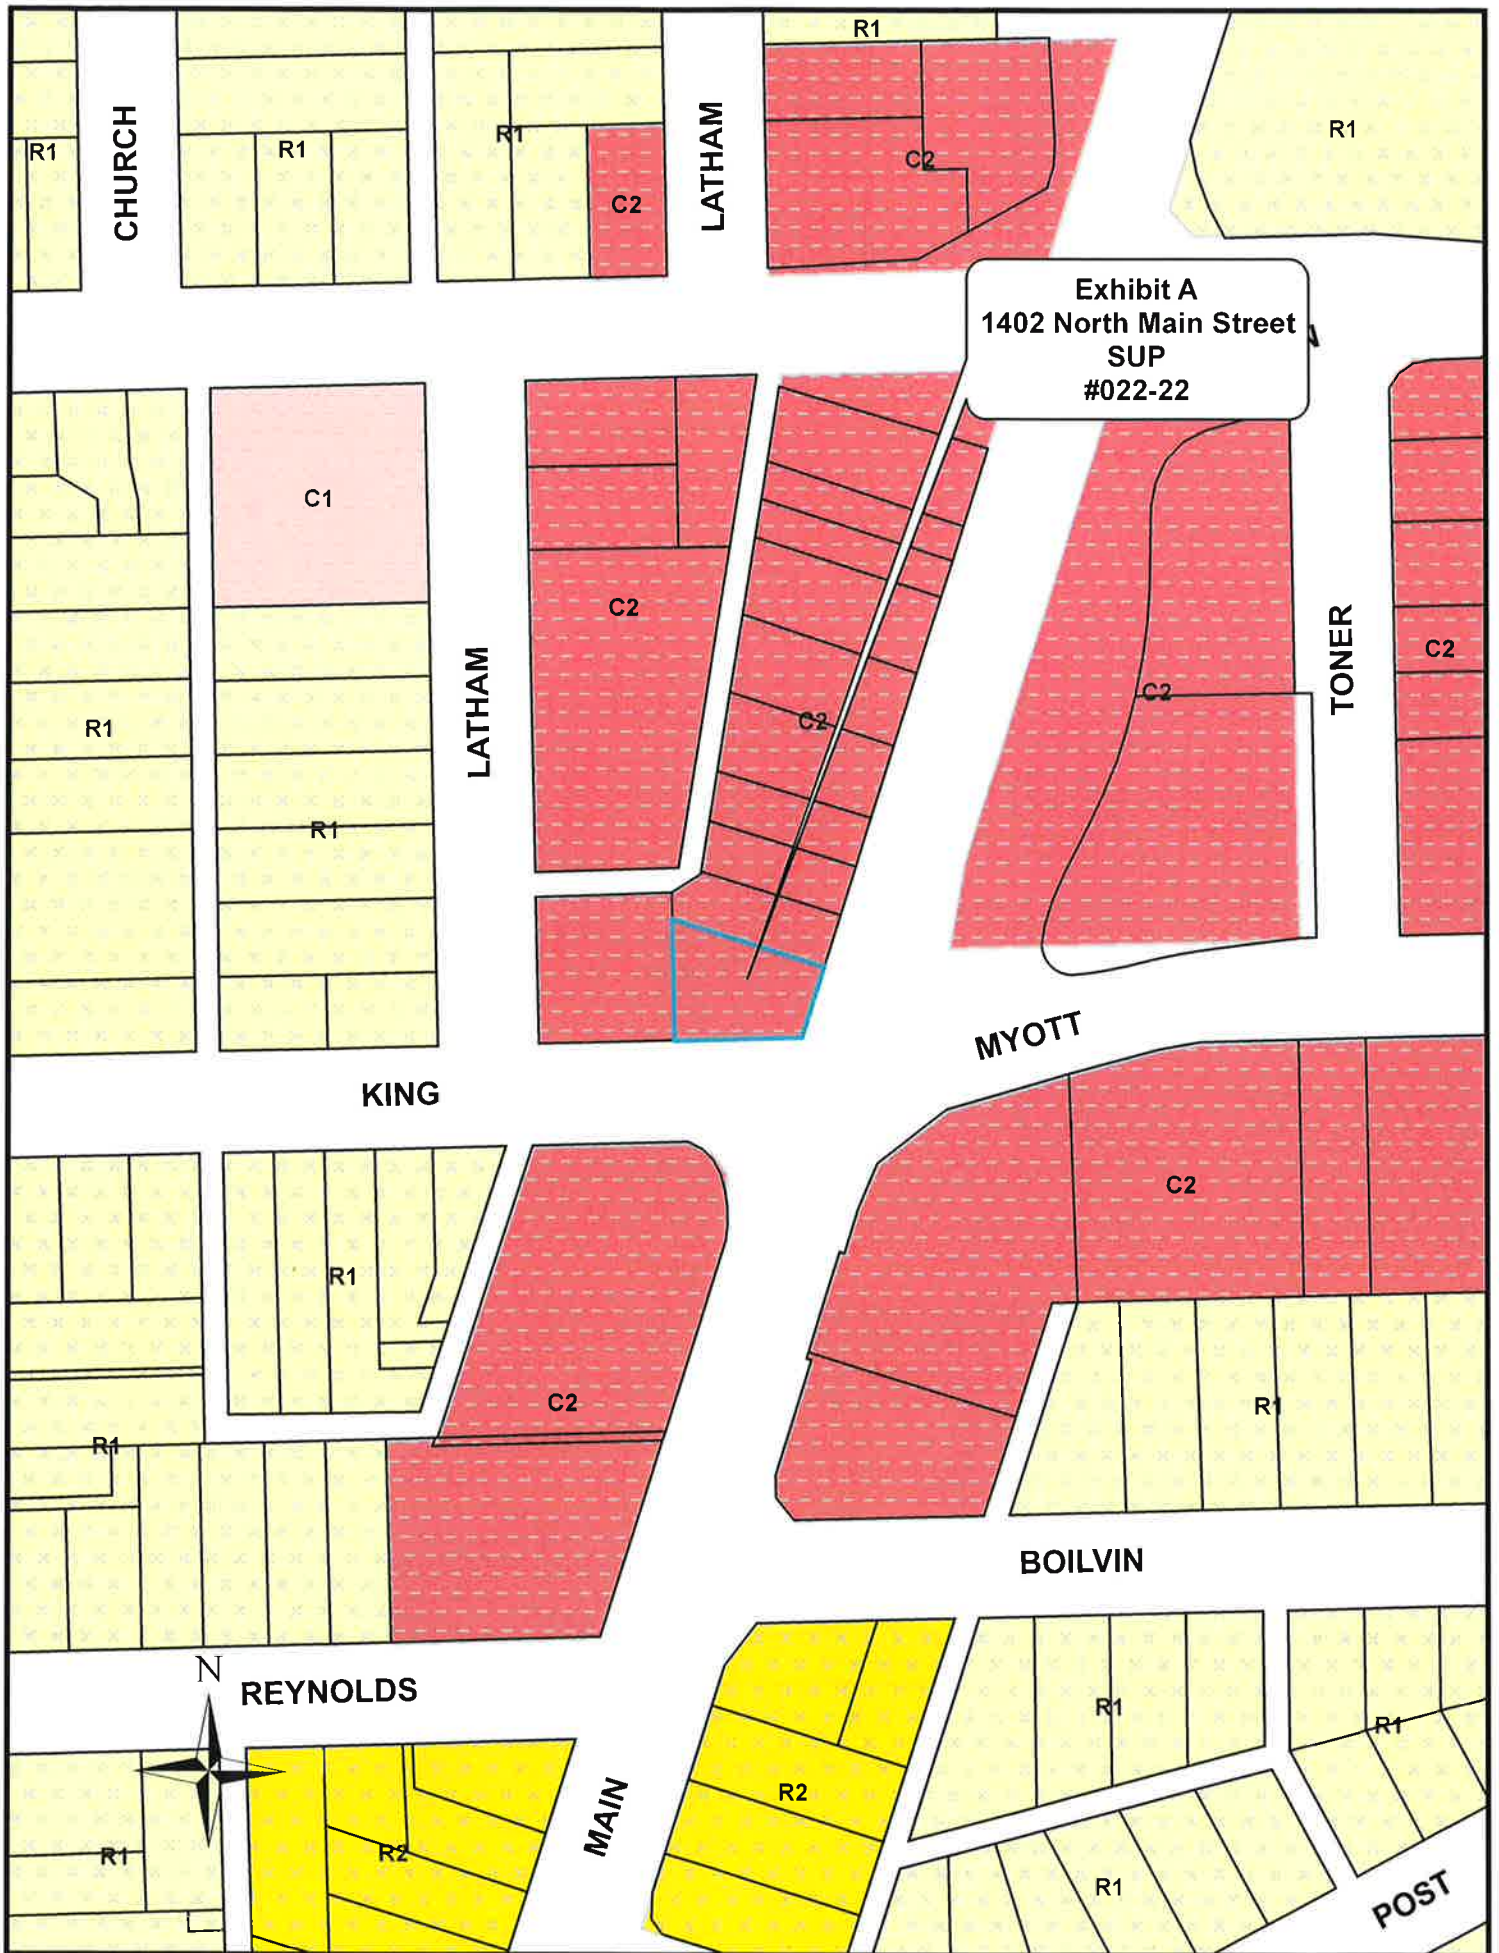 R1
CHURCH
R1
R1
R1
C2
LATHAM
C2
R1
Exhibit A
1402 North Main Street
SUP
#022-22
C1
C2
C2
C2
C2
R1
R1
LATHAM
TONER
MYOTT
KING
R1
C2
C2
R1
R1
BOILVIN
N
REYNOLDS
R1
R1
R2
R2
MAIN
R1
R1
POST